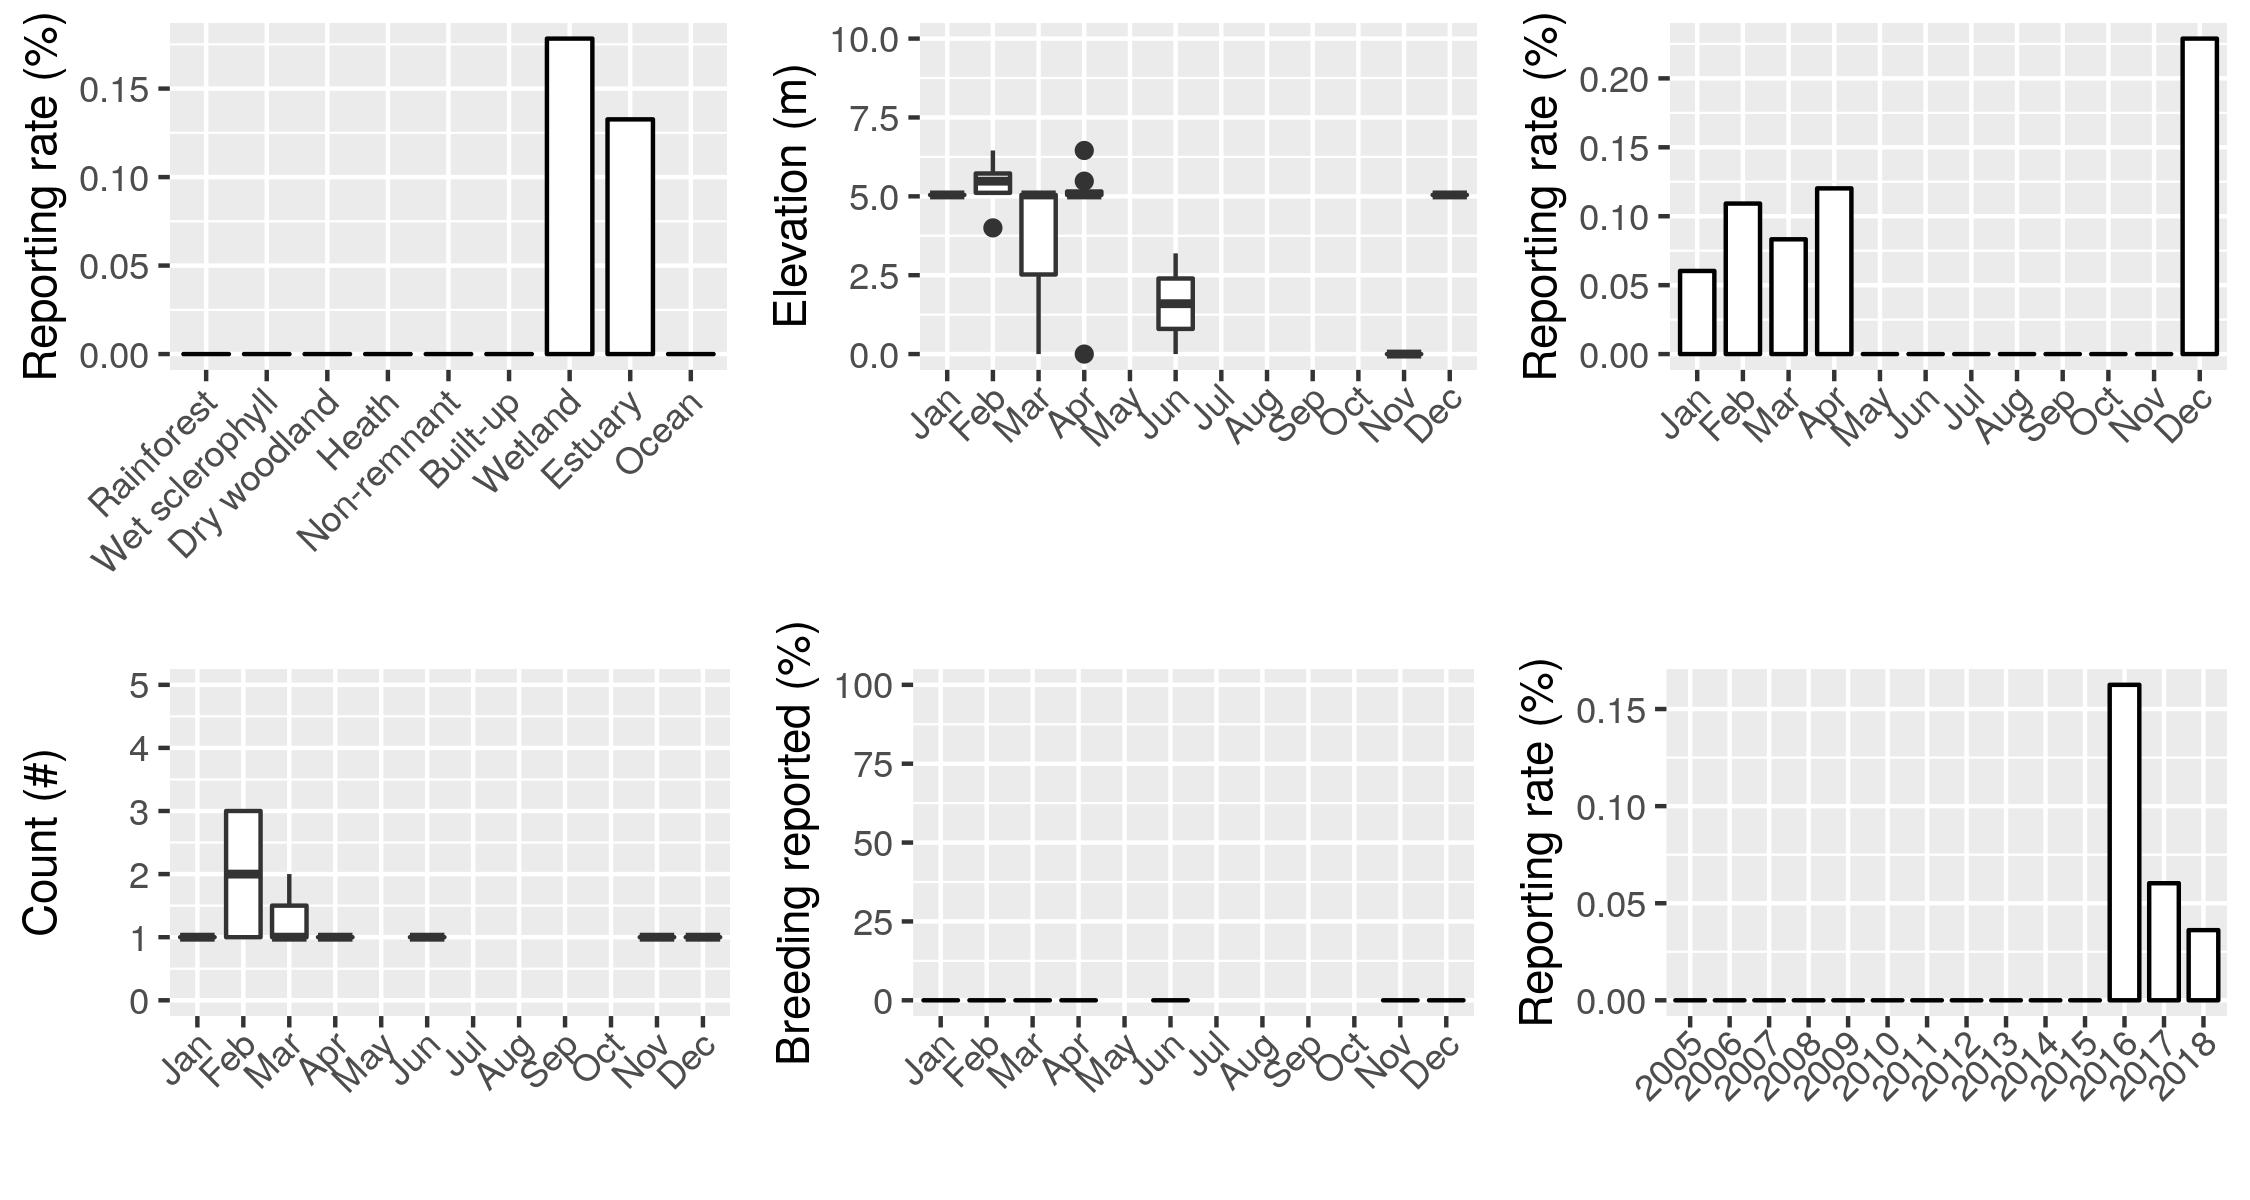 Reporting rate (%)
0.15
0.10
0.05
0.00
Rainforest
Wet sclerophyll
Dry woodland
Heath
Non-remnant
Built-up
Wetland
Estuary
Ocean
Elevation (m)
10.0
7.5
5.0
2.5
0.0
Jan
Feb
Mar
Apr
May
Jun
Jul
Aug
Sep
Oct
Nov
Dec
Reporting rate (%)
0.20
0.15
0.10
0.05
0.00
Jan
Feb
Mar
Apr
May
Jun
Jul
Aug
Sep
Oct
Nov
Dec
Count (#)
5
4
3
2
1
0
Jan
Feb
Mar
Apr
May
Jun
Jul
Aug
Sep
Oct
Nov
Dec
Breeding reported (%)
100
75
50
25
0
Jan
Feb
Mar
Apr
May
Jun
Jul
Aug
Sep
Oct
Nov
Dec
Reporting rate (%)
0.15
0.10
0.05
0.00
2005
2006
2007
2008
2009
2010
2011
2012
2013
2014
2015
2016
2017
2018